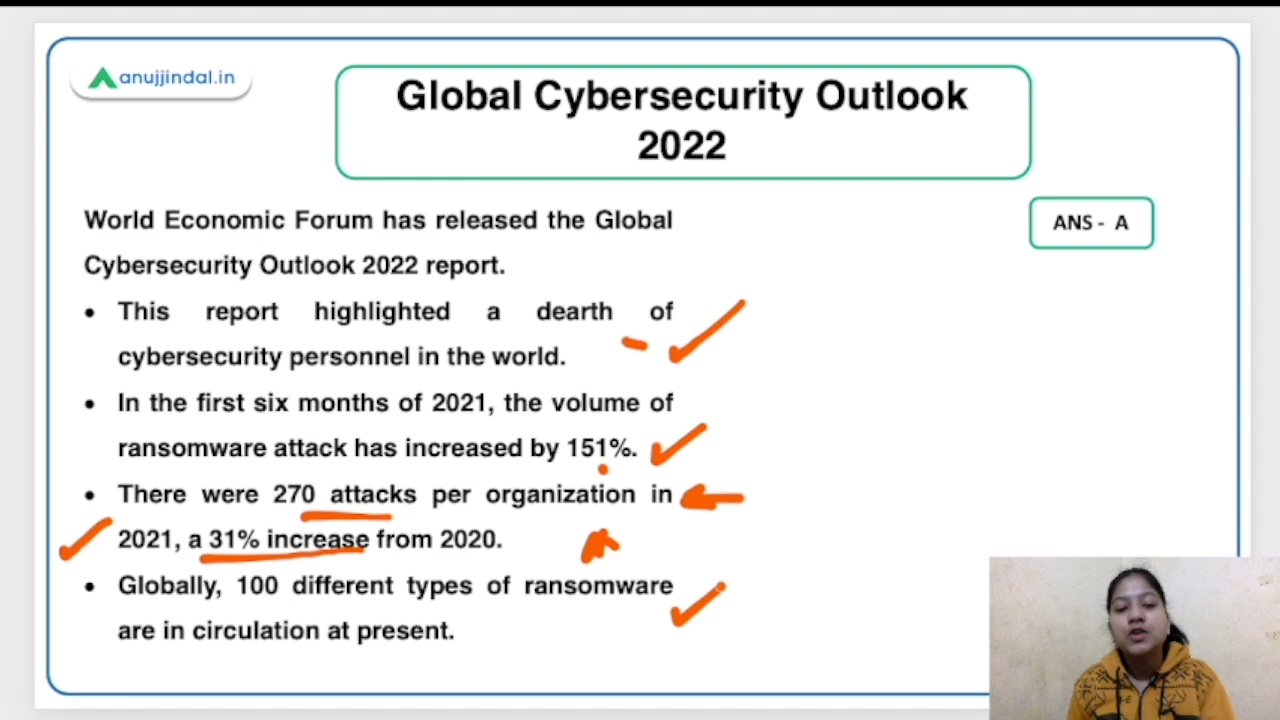 anujjindal.in
Global Cybersecurity Outlook
2022
World Economic Forum has released the Global
Cybersecurity Outlook 2022 report.
ANS - A
• This report highlighted a dearth of
cybersecurity personnel in the world.
• In the first six months of 2021, the volume of
ransomware attack has increased by 151%.
• There were 270 attacks per organization in
2021, a 31% increase from 2020.
• Globally, 100 different types of ransomware
are in circulation at present.